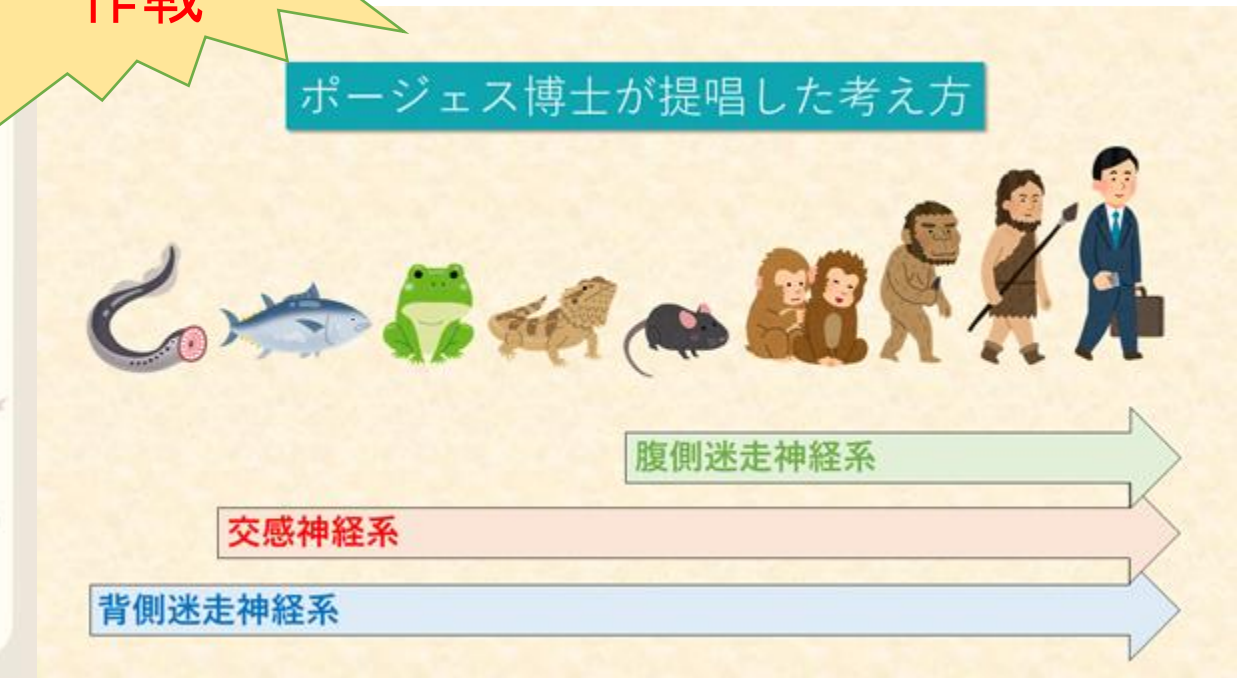 作戦
ポージェス博士が提唱した考え方
腹側迷走神経系
交感神経系
背側迷走神経系